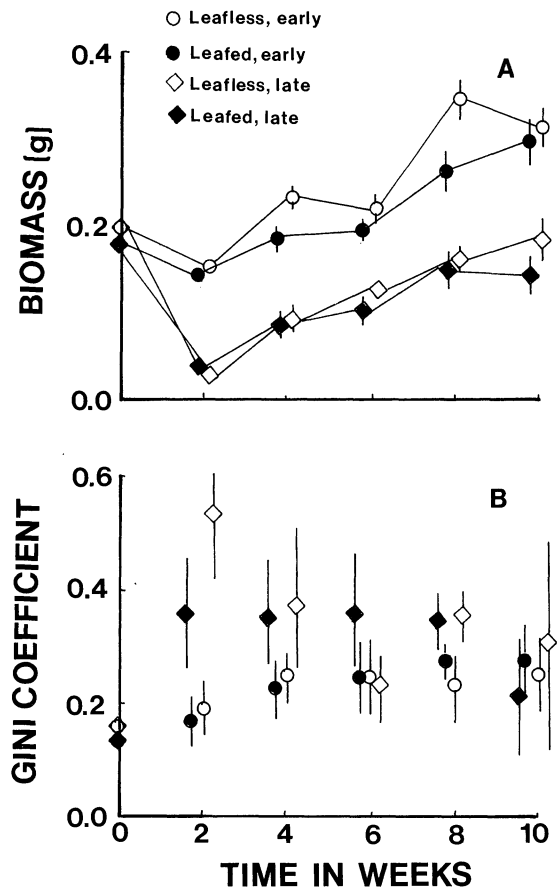 Leafless, early
0.4
Leafed, early
A
Leafless, late
Leafed, late
BIOMASS (g)
0.2
0.0
0.6
B
GINI COEFFICIENT
0.4
0.2
0.0
0 2 4 6 8 10
TIME IN WEEKS